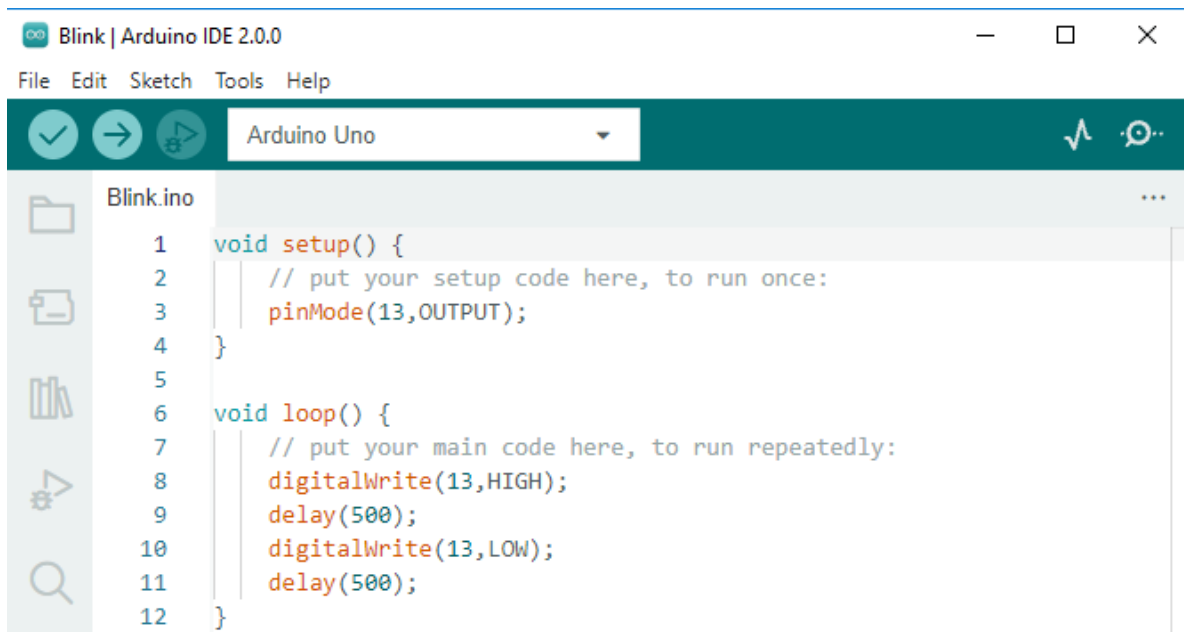 Blink | Arduino IDE 2.0.0
File Edit Sketch Tools Help
Arduino Uno
Blink.ino
1 void setup() {
2 // put your setup code here, to run once:
3 pinMode(13,OUTPUT);
4 }
5
6 void loop() {
7 // put your main code here, to run repeatedly:
8 digitalWrite(13,HIGH);
9 delay(500);
10 digitalWrite(13,LOW);
11 delay(500);
12 }